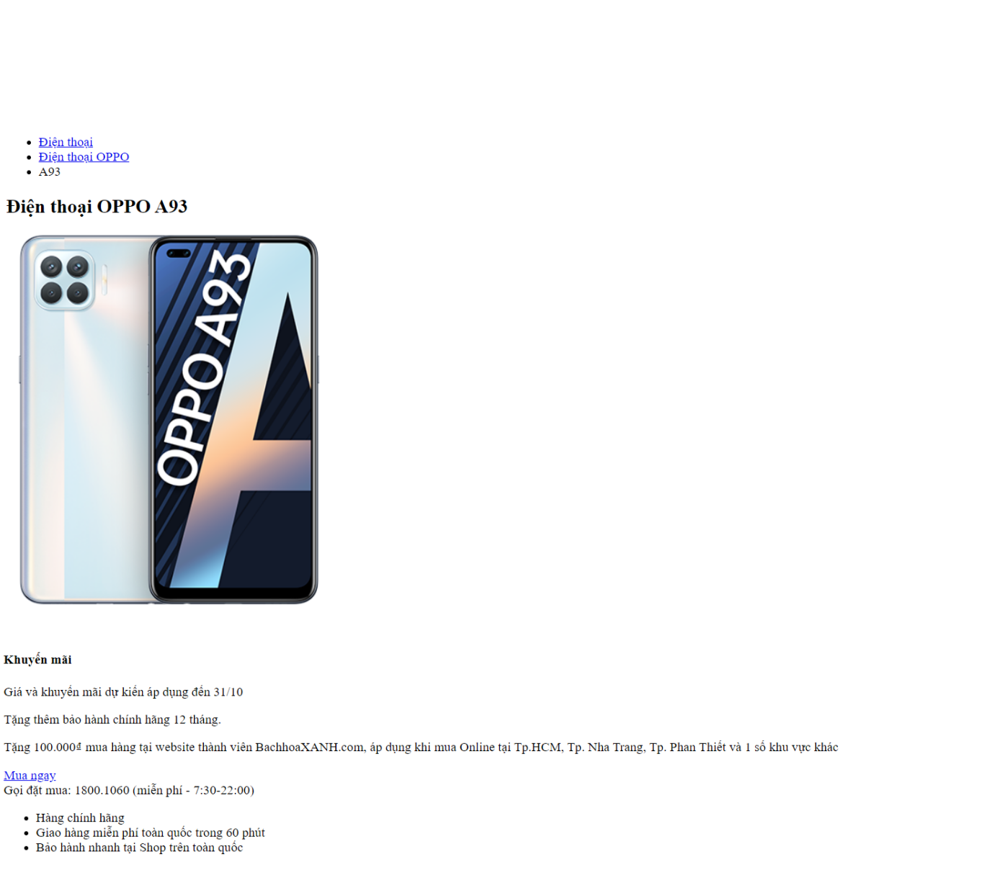 Điện thoại
Điện thoại OPPO
A93
Điện thoại OPPO A93
OPPO A93
Khuyến mãi
Giá và khuyến mãi dự kiến áp dụng đến 31/10
Tặng thêm bảo hành chính hãng 12 tháng.
Tặng 100.000₫ mua hàng tại website thành viên BachhoaXANH.com, áp dụng khi mua Online tại Tp.HCM, Tp. Nha Trang, Tp. Phan Thiết và 1 số khu vực khác
Mua ngay
Gọi đặt mua: 1800.1060 (miễn phí - 7:30-22:00)
Hàng chính hãng
Giao hàng miễn phí toàn quốc trong 60 phút
Bảo hành nhanh tại Shop trên toàn quốc